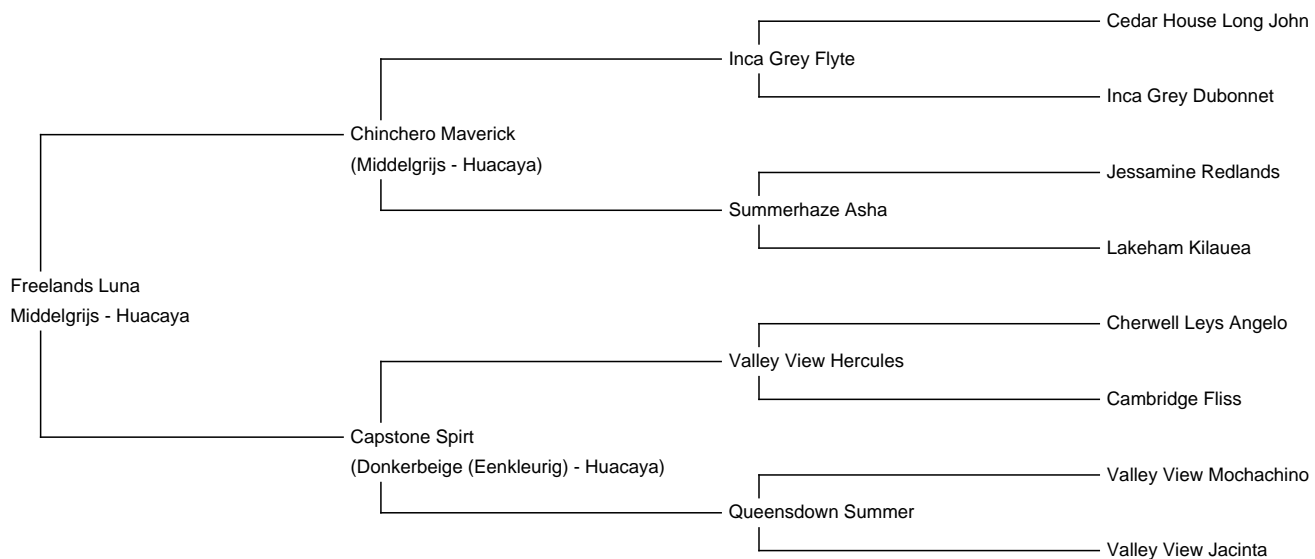 Cedar House Long John
Inca Grey Flyte
Inca Grey Dubonnet
Chinchero Maverick
(Middelgrijs - Huacaya)
Jessamine Redlands
Summerhaze Asha
Lakeham Kilauea
Freelands Luna
Middelgrijs - Huacaya
Cherwell Leys Angelo
Valley View Hercules
Cambridge Fliss
Capstone Spirt
(Donkerbeige (Eenkleurig) - Huacaya)
Valley View Mochachino
Queensdown Summer
Valley View Jacinta